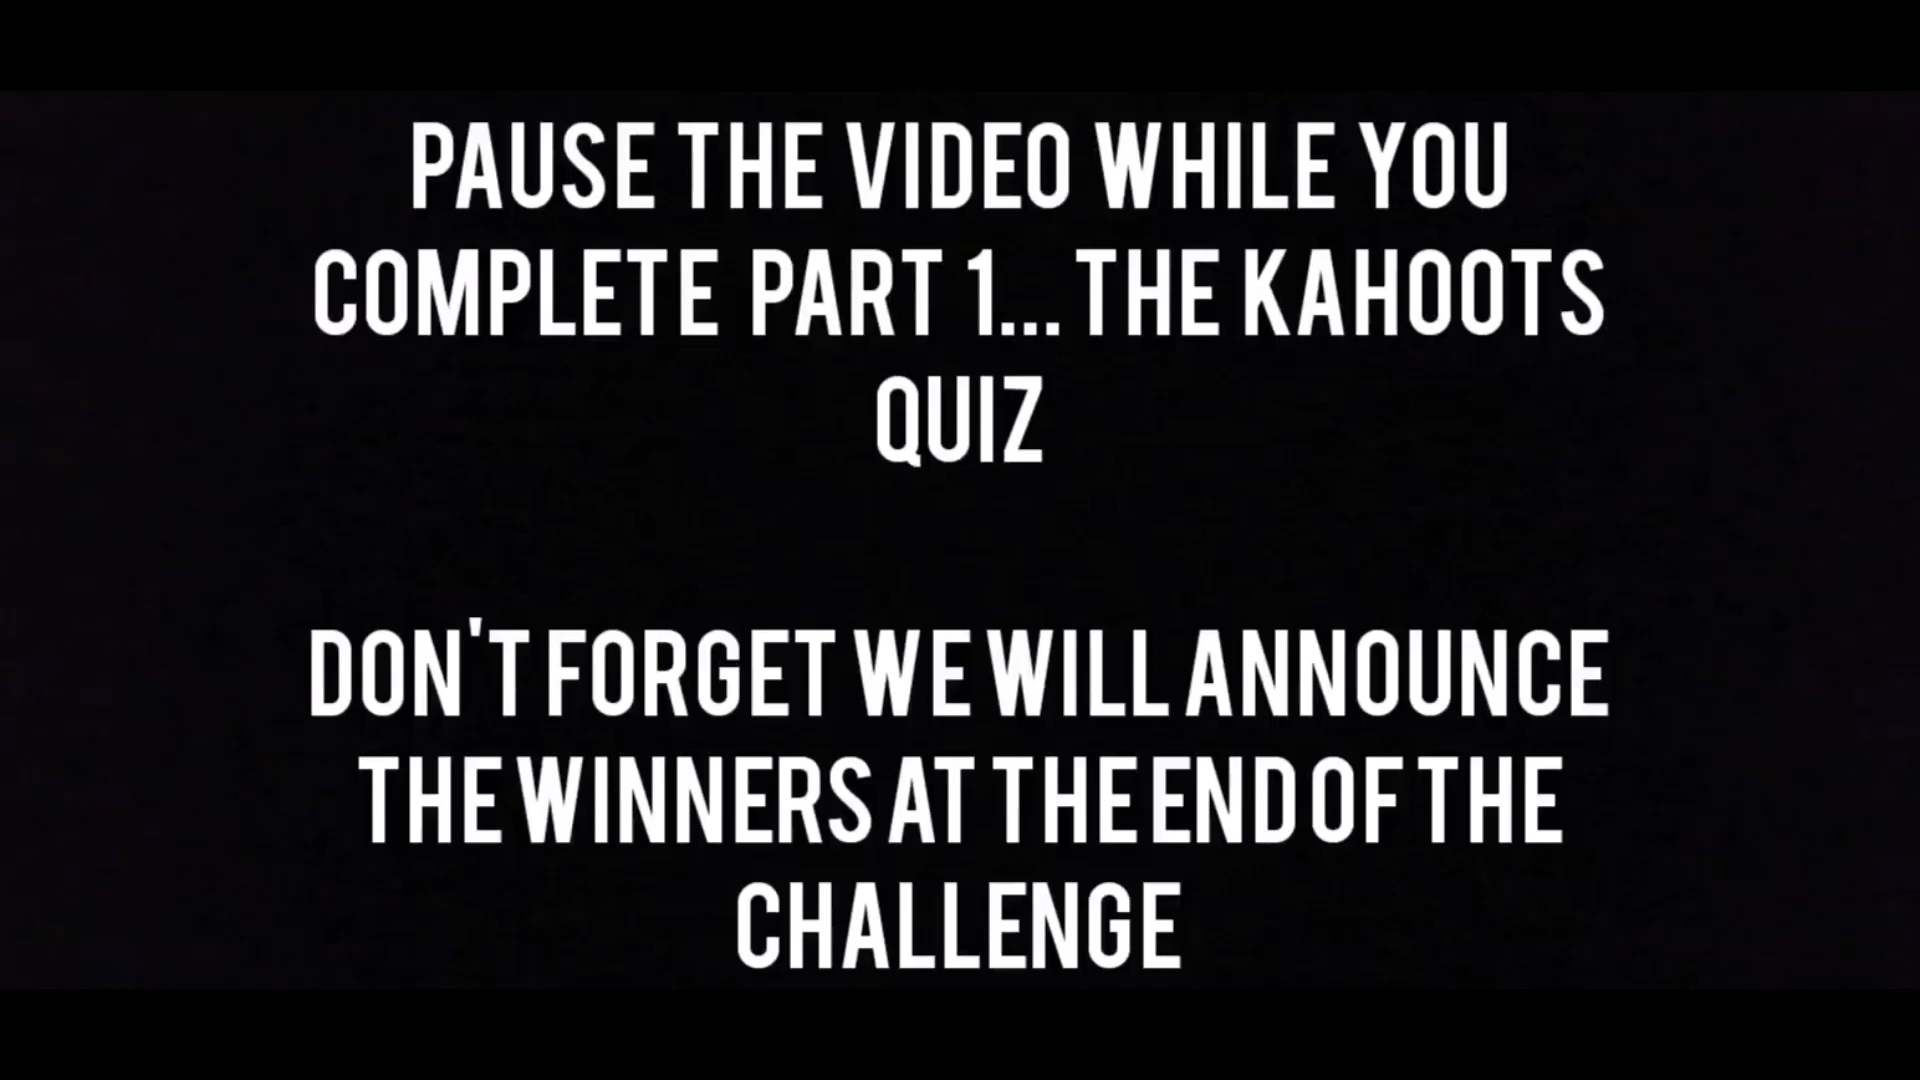 PAUSE THE VIDEO WHILE YOU
COMPLETE PART 1... THE KAHOOTS
QUIZ
DON'T FORGET WE WILL ANNOUNCE
THE WINNERS AT THE END OF THE
CHALLENGE